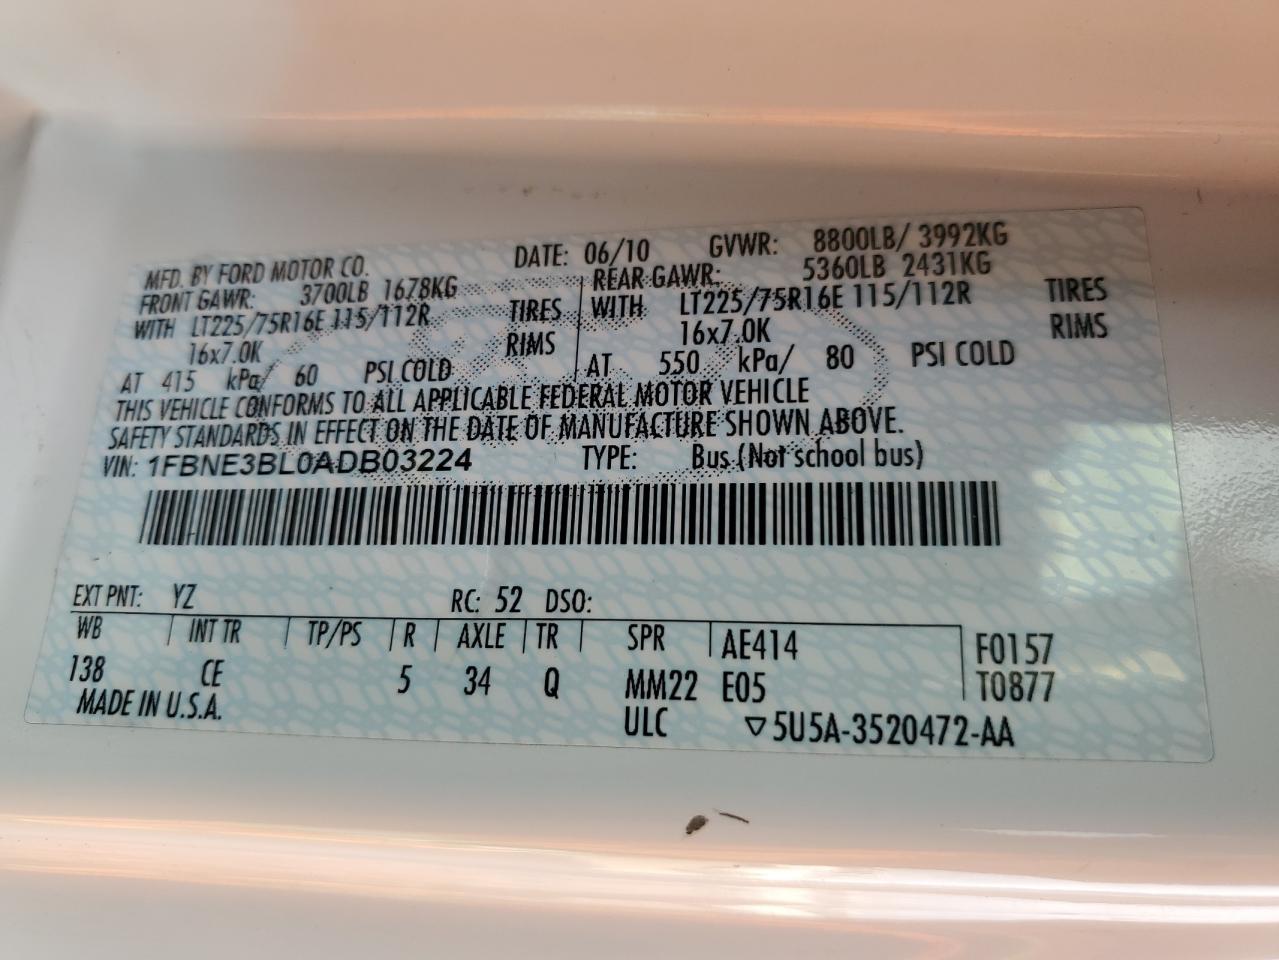 MFD. BY FORD MOTOR CO. DATE: 06/10 GVWR: 8800LB/ 3992KG
FRONT GAWR: 3700LB 1678KG REAR GAWR: 5360LB 2431KG
WITH LT225/75R16E 115/112R TIRES WITH LT225/75R16E 115/112R TIRES
16x7.0K RIMS 16x7.0K RIMS
AT 415 kPa/ 60 PSI COLD AT 550 kPa/ 80 PSI COLD
THIS VEHICLE CONFORMS TO ALL APPLICABLE FEDERAL MOTOR VEHICLE
SAFETY STANDARDS IN EFFECT ON THE DATE OF MANUFACTURE SHOWN ABOVE.
VIN: 1FBNE3BL0ADB03224 TYPE: Bus (Not school bus)
EXT PNT: YZ RC: 52 DSO:
WB INT TR TP/PS R AXLE TR SPR AE414 F0157
138 CE 5 34 Q MM22 E05 T0877
MADE IN U.S.A. ULC ▽5U5A-3520472-AA